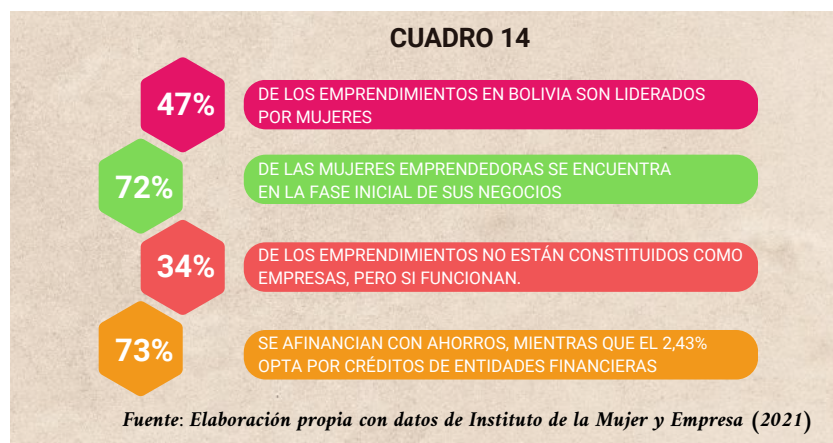 CUADRO 14
47%
DE LOS EMPRENDIMIENTOS EN BOLIVIA SON LIDERADOS
POR MUJERES
72%
DE LAS MUJERES EMPRENDEDORAS SE ENCUENTRA
EN LA FASE INICIAL DE SUS NEGOCIOS
34%
DE LOS EMPRENDIMIENTOS NO ESTÁN CONSTITUIDOS COMO
EMPRESAS, PERO SI FUNCIONAN.
73%
SE AFINANCIAN CON AHORROS, MIENTRAS QUE EL 2,43%
OPTA POR CRÉDITOS DE ENTIDADES FINANCIERAS
Fuente: Elaboración propia con datos de Instituto de la Mujer y Empresa (2021)